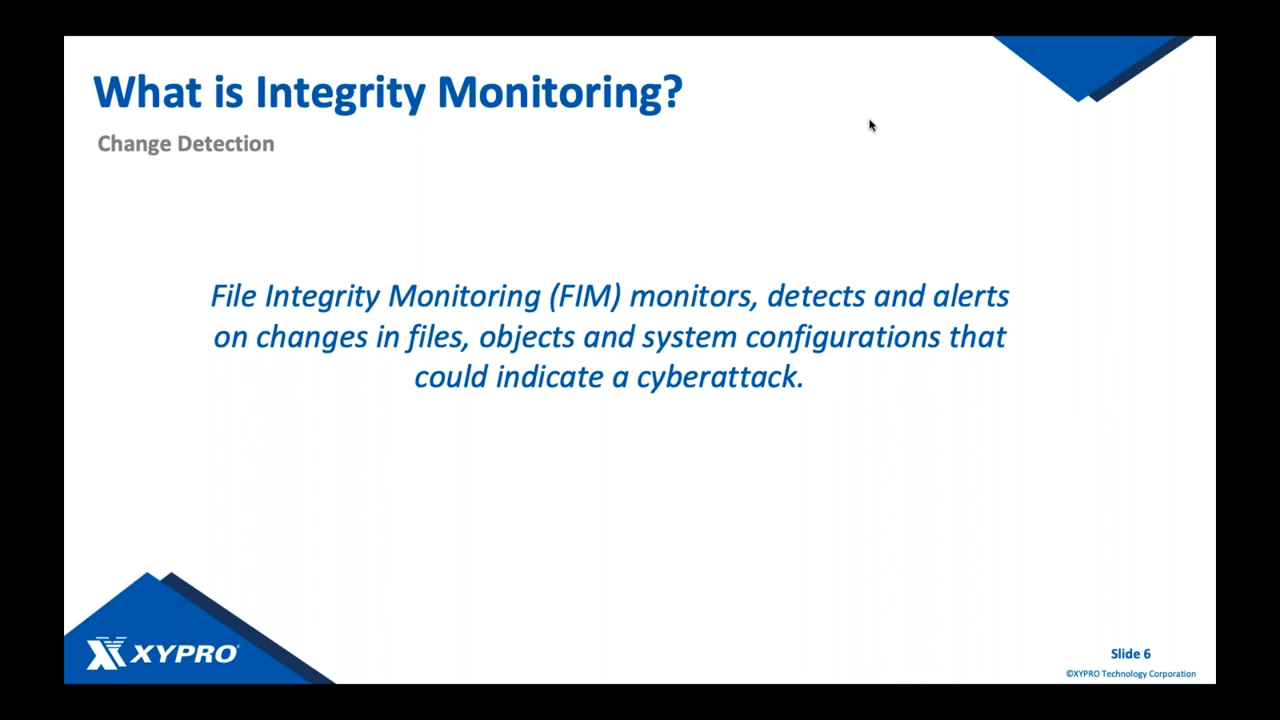 What is Integrity Monitoring?
Change Detection
File Integrity Monitoring (FIM) monitors, detects and alerts
on changes in files, objects and system configurations that
could indicate a cyberattack.
XYPRO®
Slide 6
©XYPRO Technology Corporation